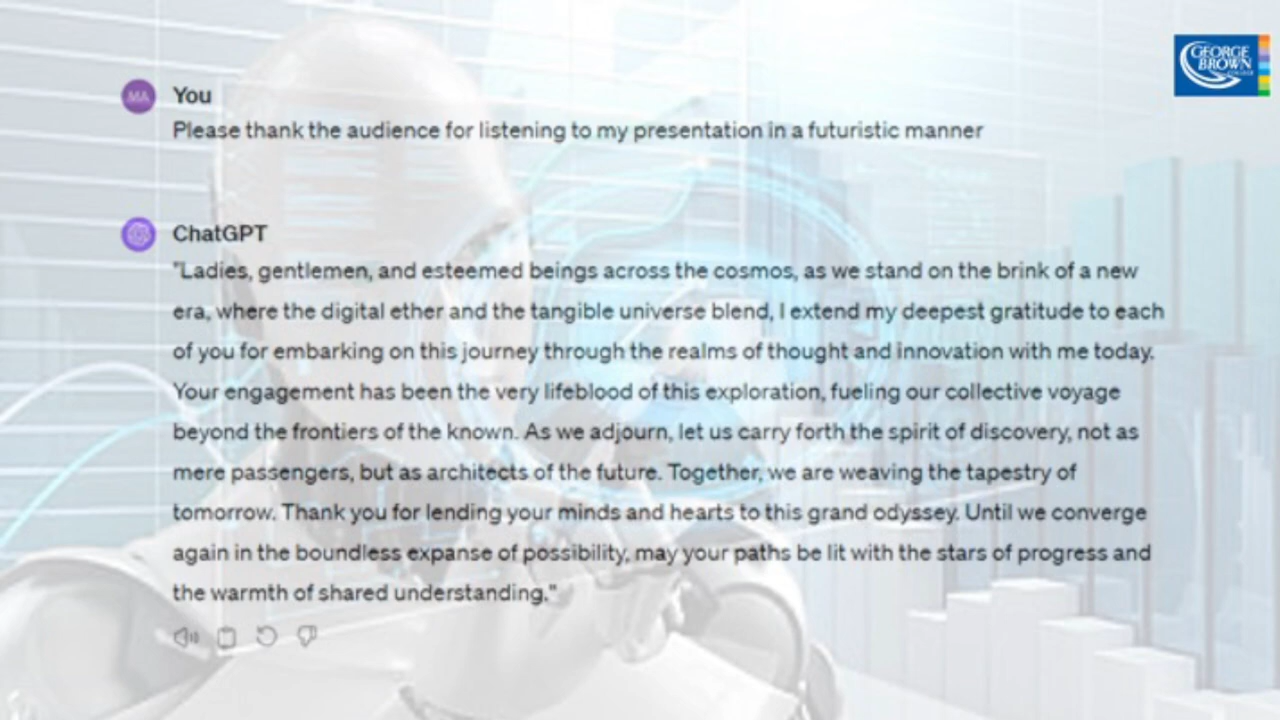 GEORGE
BROWN
COLLEGE
MA
You
Please thank the audience for listening to my presentation in a futuristic manner
ChatGPT
"Ladies, gentlemen, and esteemed beings across the cosmos, as we stand on the brink of a new
era, where the digital ether and the tangible universe blend, I extend my deepest gratitude to each
of you for embarking on this journey through the realms of thought and innovation with me today.
Your engagement has been the very lifeblood of this exploration, fueling our collective voyage
beyond the frontiers of the known. As we adjourn, let us carry forth the spirit of discovery, not as
mere passengers, but as architects of the future. Together, we are weaving the tapestry of
tomorrow. Thank you for lending your minds and hearts to this grand odyssey. Until we converge
again in the boundless expanse of possibility, may your paths be lit with the stars of progress and
the warmth of shared understanding."